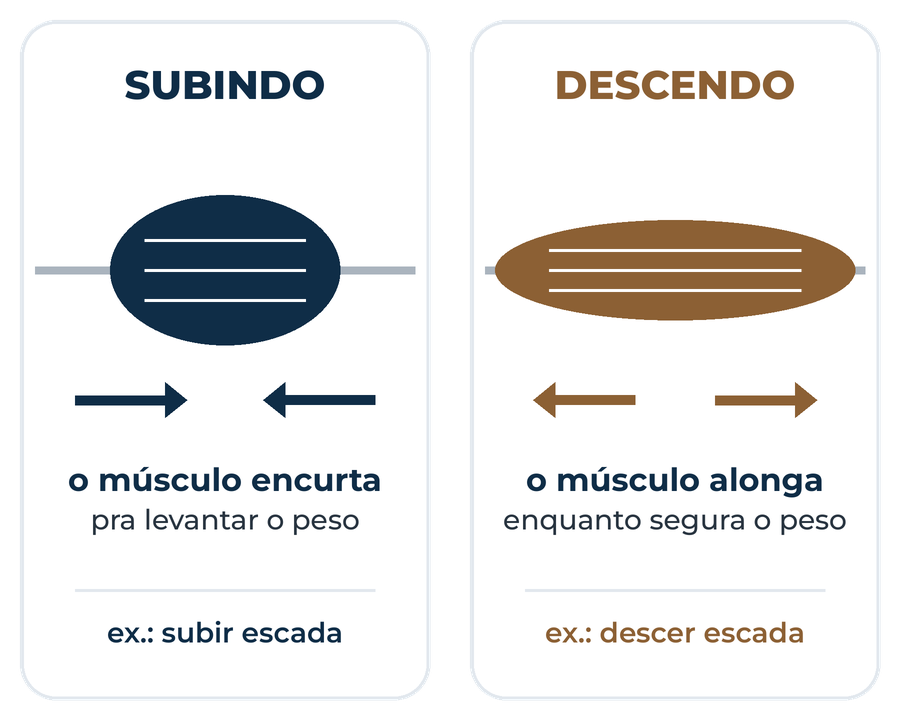 SUBINDO
o músculo encurta
pra levantar o peso
ex.: subir escada
DESCENDO
o músculo alonga
enquanto segura o peso
ex.: descer escada